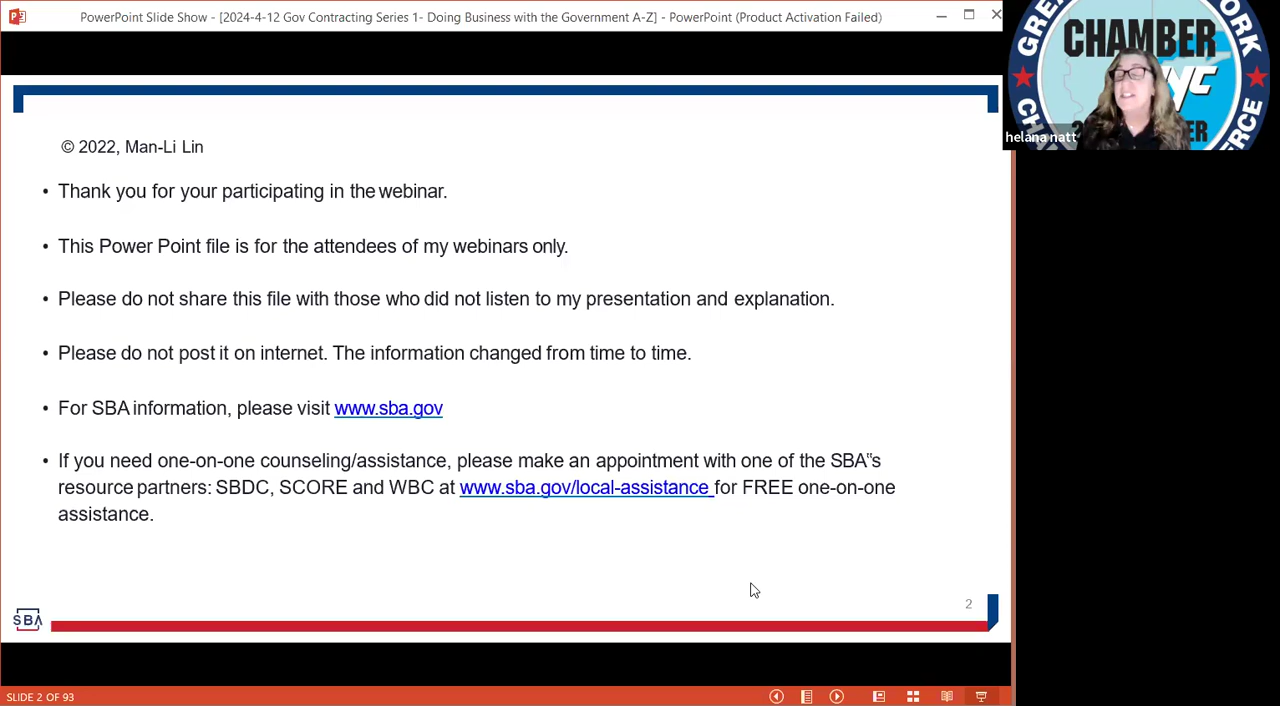 PowerPoint Slide Show - [2024-4-12 Gov Contracting Series 1- Doing Business with the Government A-Z] - PowerPoint (Product Activation Failed)
CHAMBER
NYC
helana natt
© 2022, Man-Li Lin
• Thank you for your participating in the webinar.
• This Power Point file is for the attendees of my webinars only.
• Please do not share this file with those who did not listen to my presentation and explanation.
• Please do not post it on internet. The information changed from time to time.
• For SBA information, please visit www.sba.gov
• If you need one-on-one counseling/assistance, please make an appointment with one of the SBA‟s
resource partners: SBDC, SCORE and WBC at www.sba.gov/local-assistance for FREE one-on-one
assistance.
2
SBA
SLIDE 2 OF 93